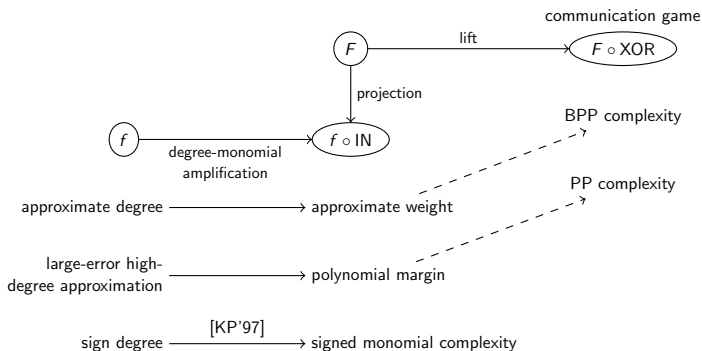 communication game
F
lift
F ∘ XOR
projection
f
degree-monomial
amplification
f ∘ IN
BPP complexity
approximate degree
approximate weight
PP complexity
large-error high-
degree approximation
polynomial margin
sign degree
[KP'97]
signed monomial complexity